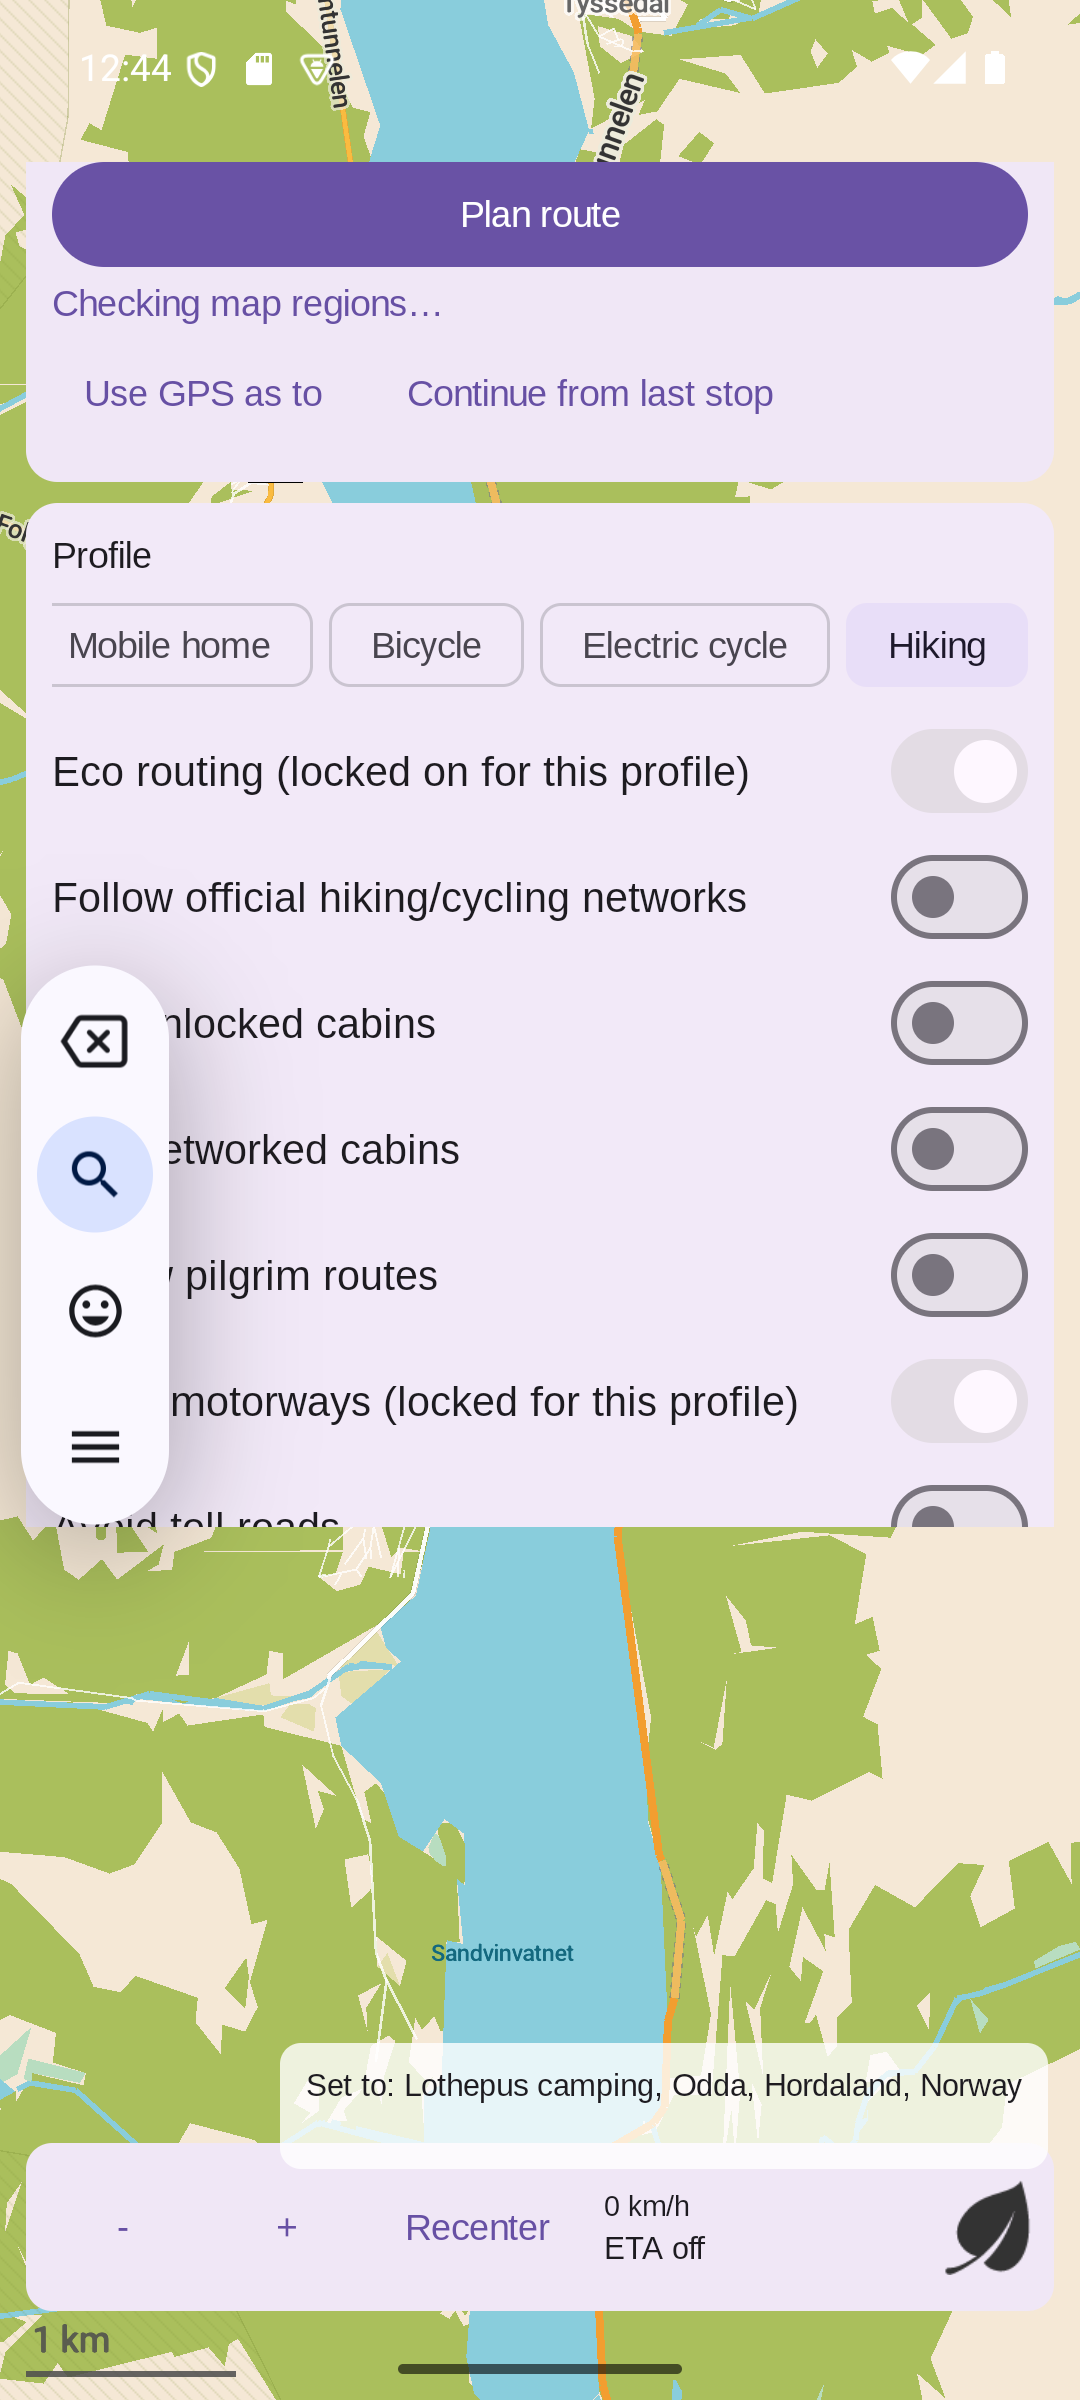 Tyssedal
12:44
Plan route
Checking map regions…
Use GPS as to
Continue from last stop
Profile
Mobile home
Bicycle
Electric cycle
Hiking
Eco routing (locked on for this profile)
Follow official hiking/cycling networks
cabins
cabins
pilgrim routes
motorways (locked for this profile)
Avoid toll roads
Sandvinvatnet
Set to: Lothepus camping, Odda, Hordaland, Norway
-
+
Recenter
0 km/h
ETA off
1 km